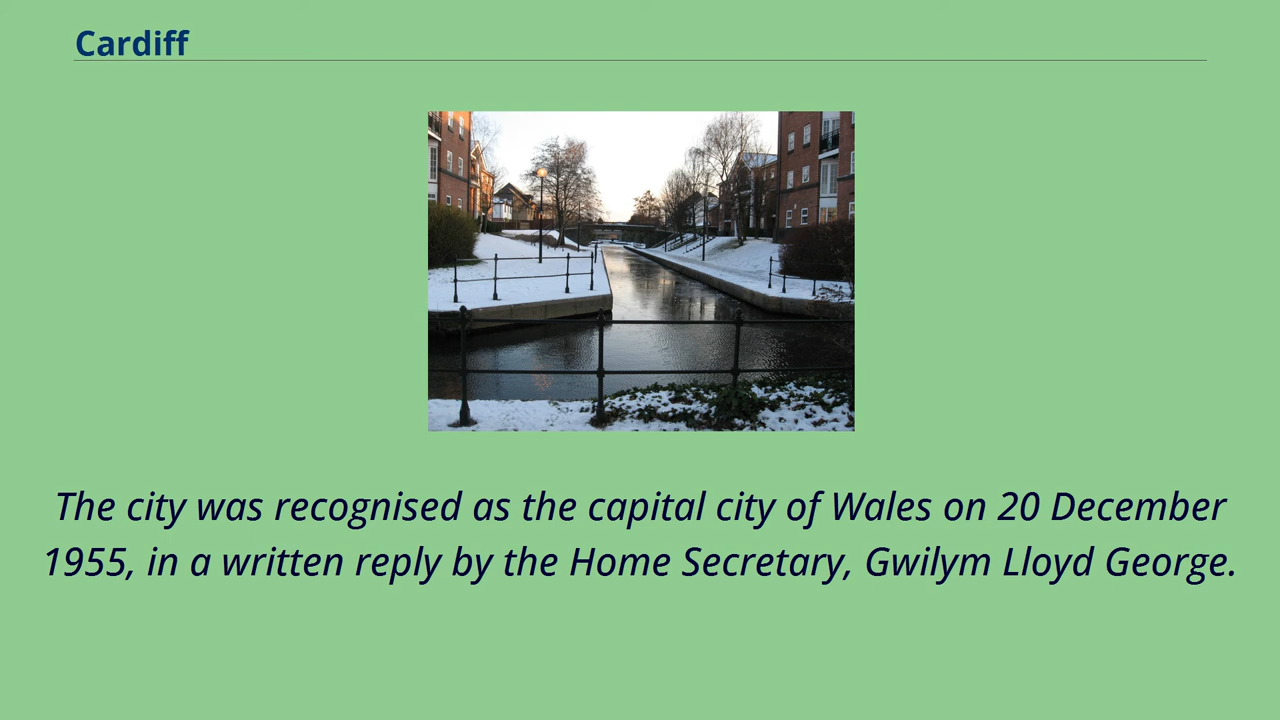 Cardiff
The city was recognised as the capital city of Wales on 20 December
1955, in a written reply by the Home Secretary, Gwilym Lloyd George.